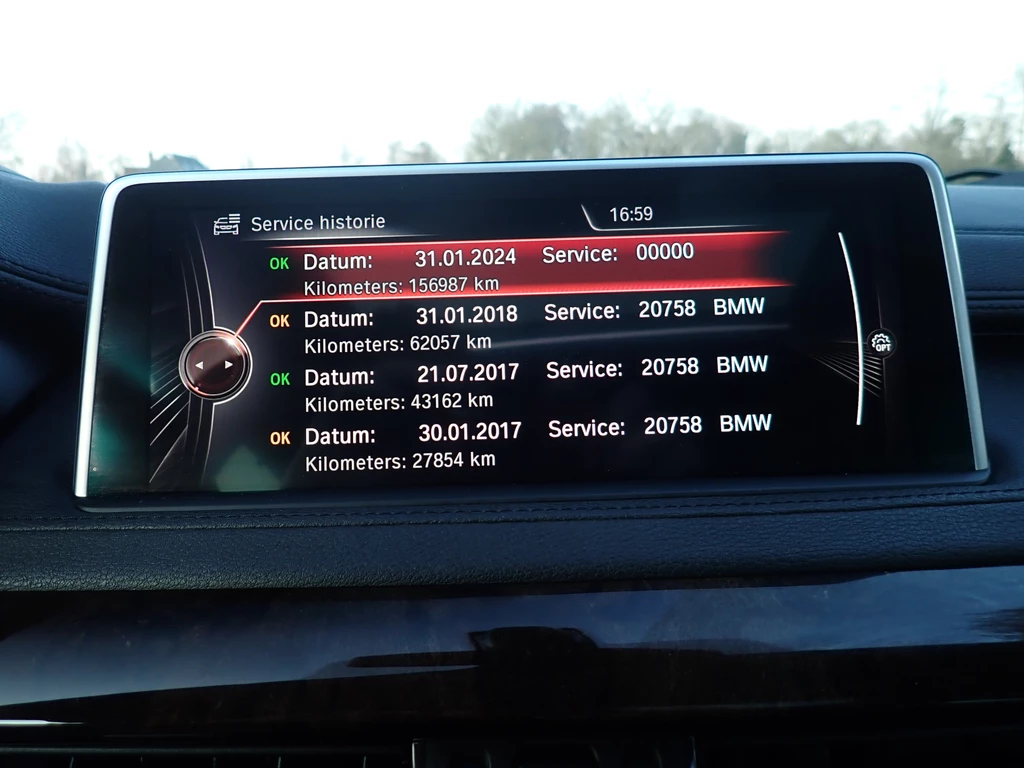 Service historie 16:59
OK Datum: 31.01.2024 Service: 00000
Kilometers: 156987 km
OK Datum: 31.01.2018 Service: 20758 BMW
Kilometers: 62057 km
OK Datum: 21.07.2017 Service: 20758 BMW
Kilometers: 43162 km
OPT
OK Datum: 30.01.2017 Service: 20758 BMW
Kilometers: 27854 km